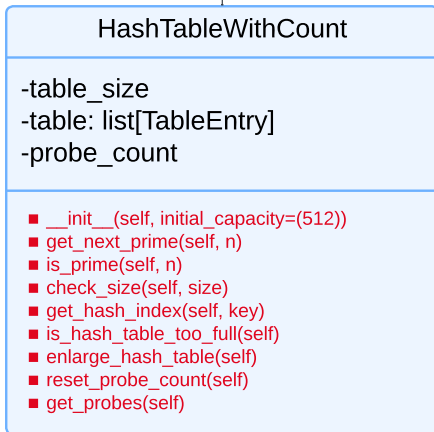 HashTableWithCount
-table_size
-table: list[TableEntry]
-probe_count
__init__(self, initial_capacity=(512))
get_next_prime(self, n)
is_prime(self, n)
check_size(self, size)
get_hash_index(self, key)
is_hash_table_too_full(self)
enlarge_hash_table(self)
reset_probe_count(self)
get_probes(self)